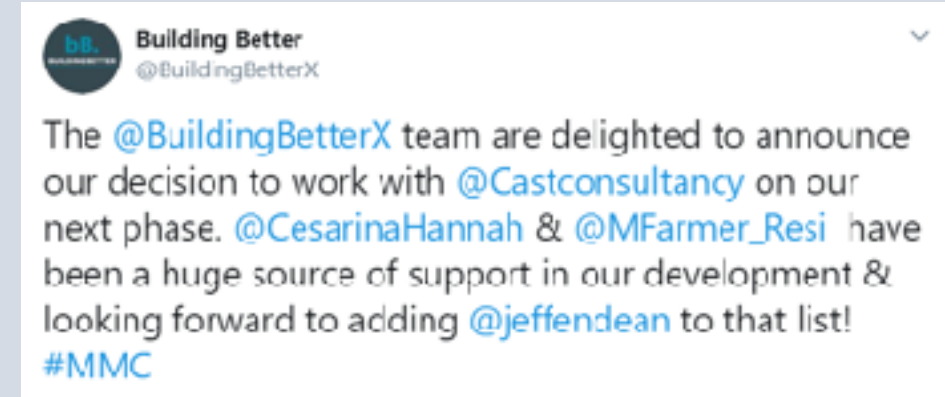 bB.
BUILDINGBETTER
Building Better
@BuildingBetterX
The @BuildingBetterX team are delighted to announce
our decision to work with @Castconsultancy on our
next phase. @CesarinaHannah & @MFarmer_Resi have
been a huge source of support in our development &
looking forward to adding @jeffendean to that list!
#MMC